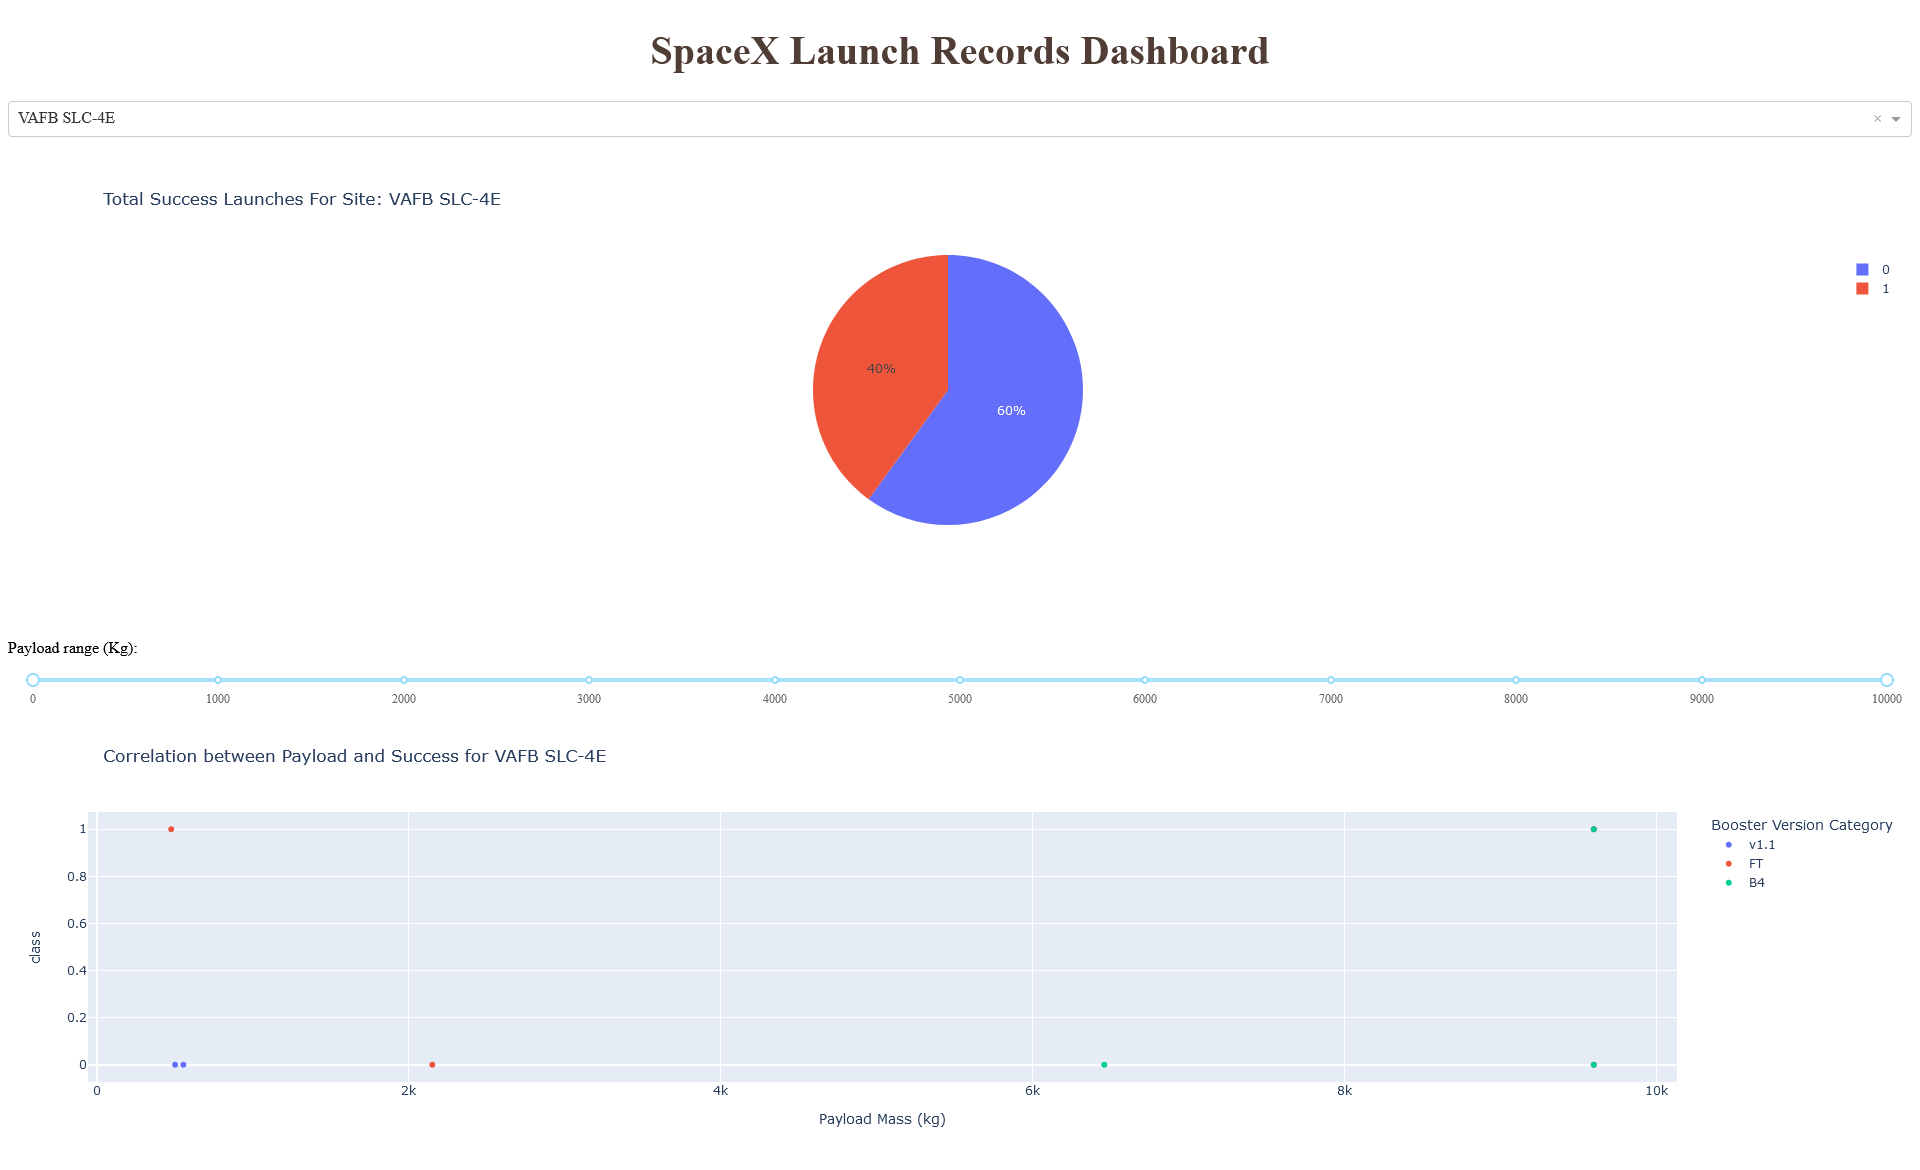 SpaceX Launch Records Dashboard
VAFB SLC-4E
×
Total Success Launches For Site: VAFB SLC-4E
0
1
40%
60%
Payload range (Kg):
0 1000 2000 3000 4000 5000 6000 7000 8000 9000 10000
Correlation between Payload and Success for VAFB SLC-4E
Booster Version Category
v1.1
FT
B4
1
0.8
0.6
0.4
0.2
0
class
0 2k 4k 6k 8k 10k
Payload Mass (kg)